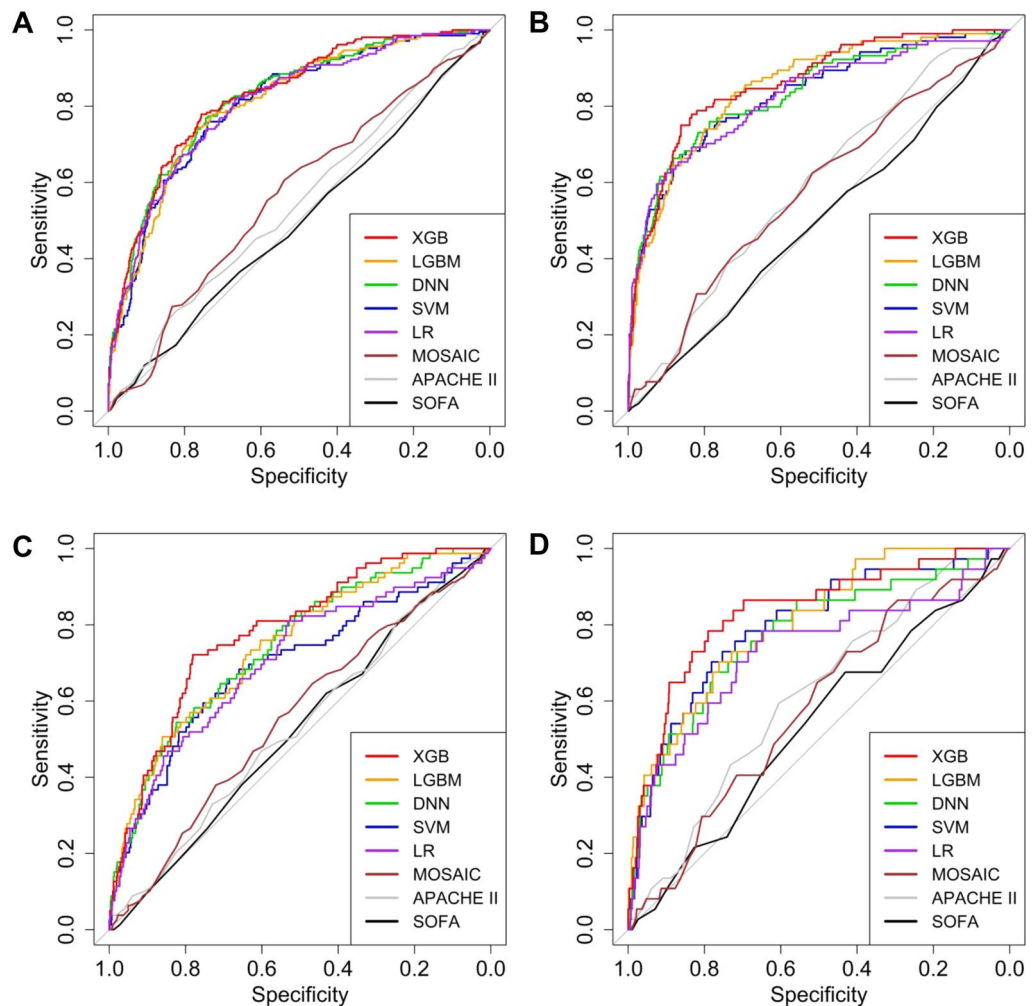 A
Sensitivity
1.0
0.8
0.6
0.4
0.2
0.0
XGB
LGBM
DNN
SVM
LR
MOSAIC
APACHE II
SOFA
1.0 0.8 0.6 0.4 0.2 0.0
Specificity
B
Sensitivity
1.0
0.8
0.6
0.4
0.2
0.0
XGB
LGBM
DNN
SVM
LR
MOSAIC
APACHE II
SOFA
1.0 0.8 0.6 0.4 0.2 0.0
Specificity
C
Sensitivity
1.0
0.8
0.6
0.4
0.2
0.0
XGB
LGBM
DNN
SVM
LR
MOSAIC
APACHE II
SOFA
1.0 0.8 0.6 0.4 0.2 0.0
Specificity
D
Sensitivity
1.0
0.8
0.6
0.4
0.2
0.0
XGB
LGBM
DNN
SVM
LR
MOSAIC
APACHE II
SOFA
1.0 0.8 0.6 0.4 0.2 0.0
Specificity